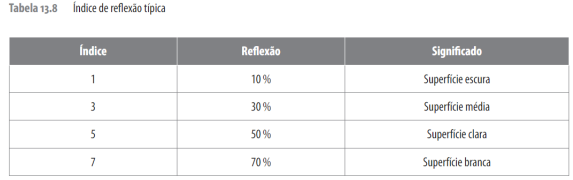 Tabela 13.8 Índice de reflexão típica
Índice Reflexão Significado
1 10 % Superfície escura
3 30 % Superfície média
5 50 % Superfície clara
7 70 % Superfície branca